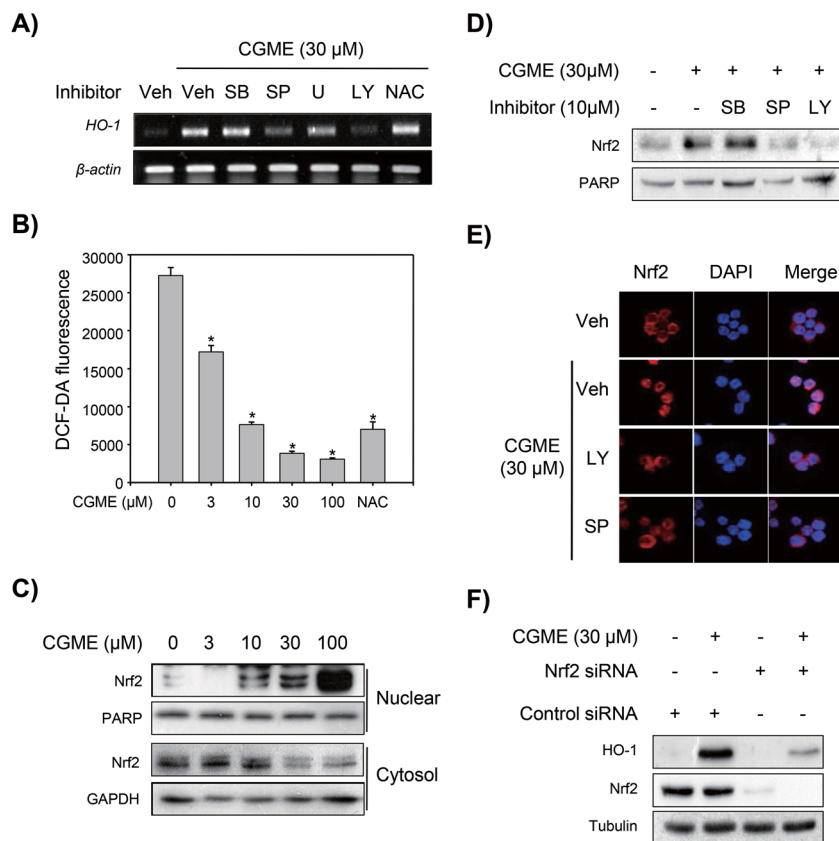 A)
CGME (30 μM)
Inhibitor Veh Veh SB SP U LY NAC
HO-1
β-actin
B)
DCF-DA fluorescence
30000
25000
20000
15000
10000
5000
0
* * * * *
CGME (μM) 0 3 10 30 100 NAC
C)
CGME (μM) 0 3 10 30 100
Nrf2
PARP
Nuclear
Nrf2
GAPDH
Cytosol
D)
CGME (30μM) - + + + +
Inhibitor (10μM) - - SB SP LY
Nrf2
PARP
E)
Nrf2 DAPI Merge
Veh
Veh
CGME
(30 μM)
LY
SP
F)
CGME (30 μM) - + - +
Nrf2 siRNA - - + +
Control siRNA + + - -
HO-1
Nrf2
Tubulin